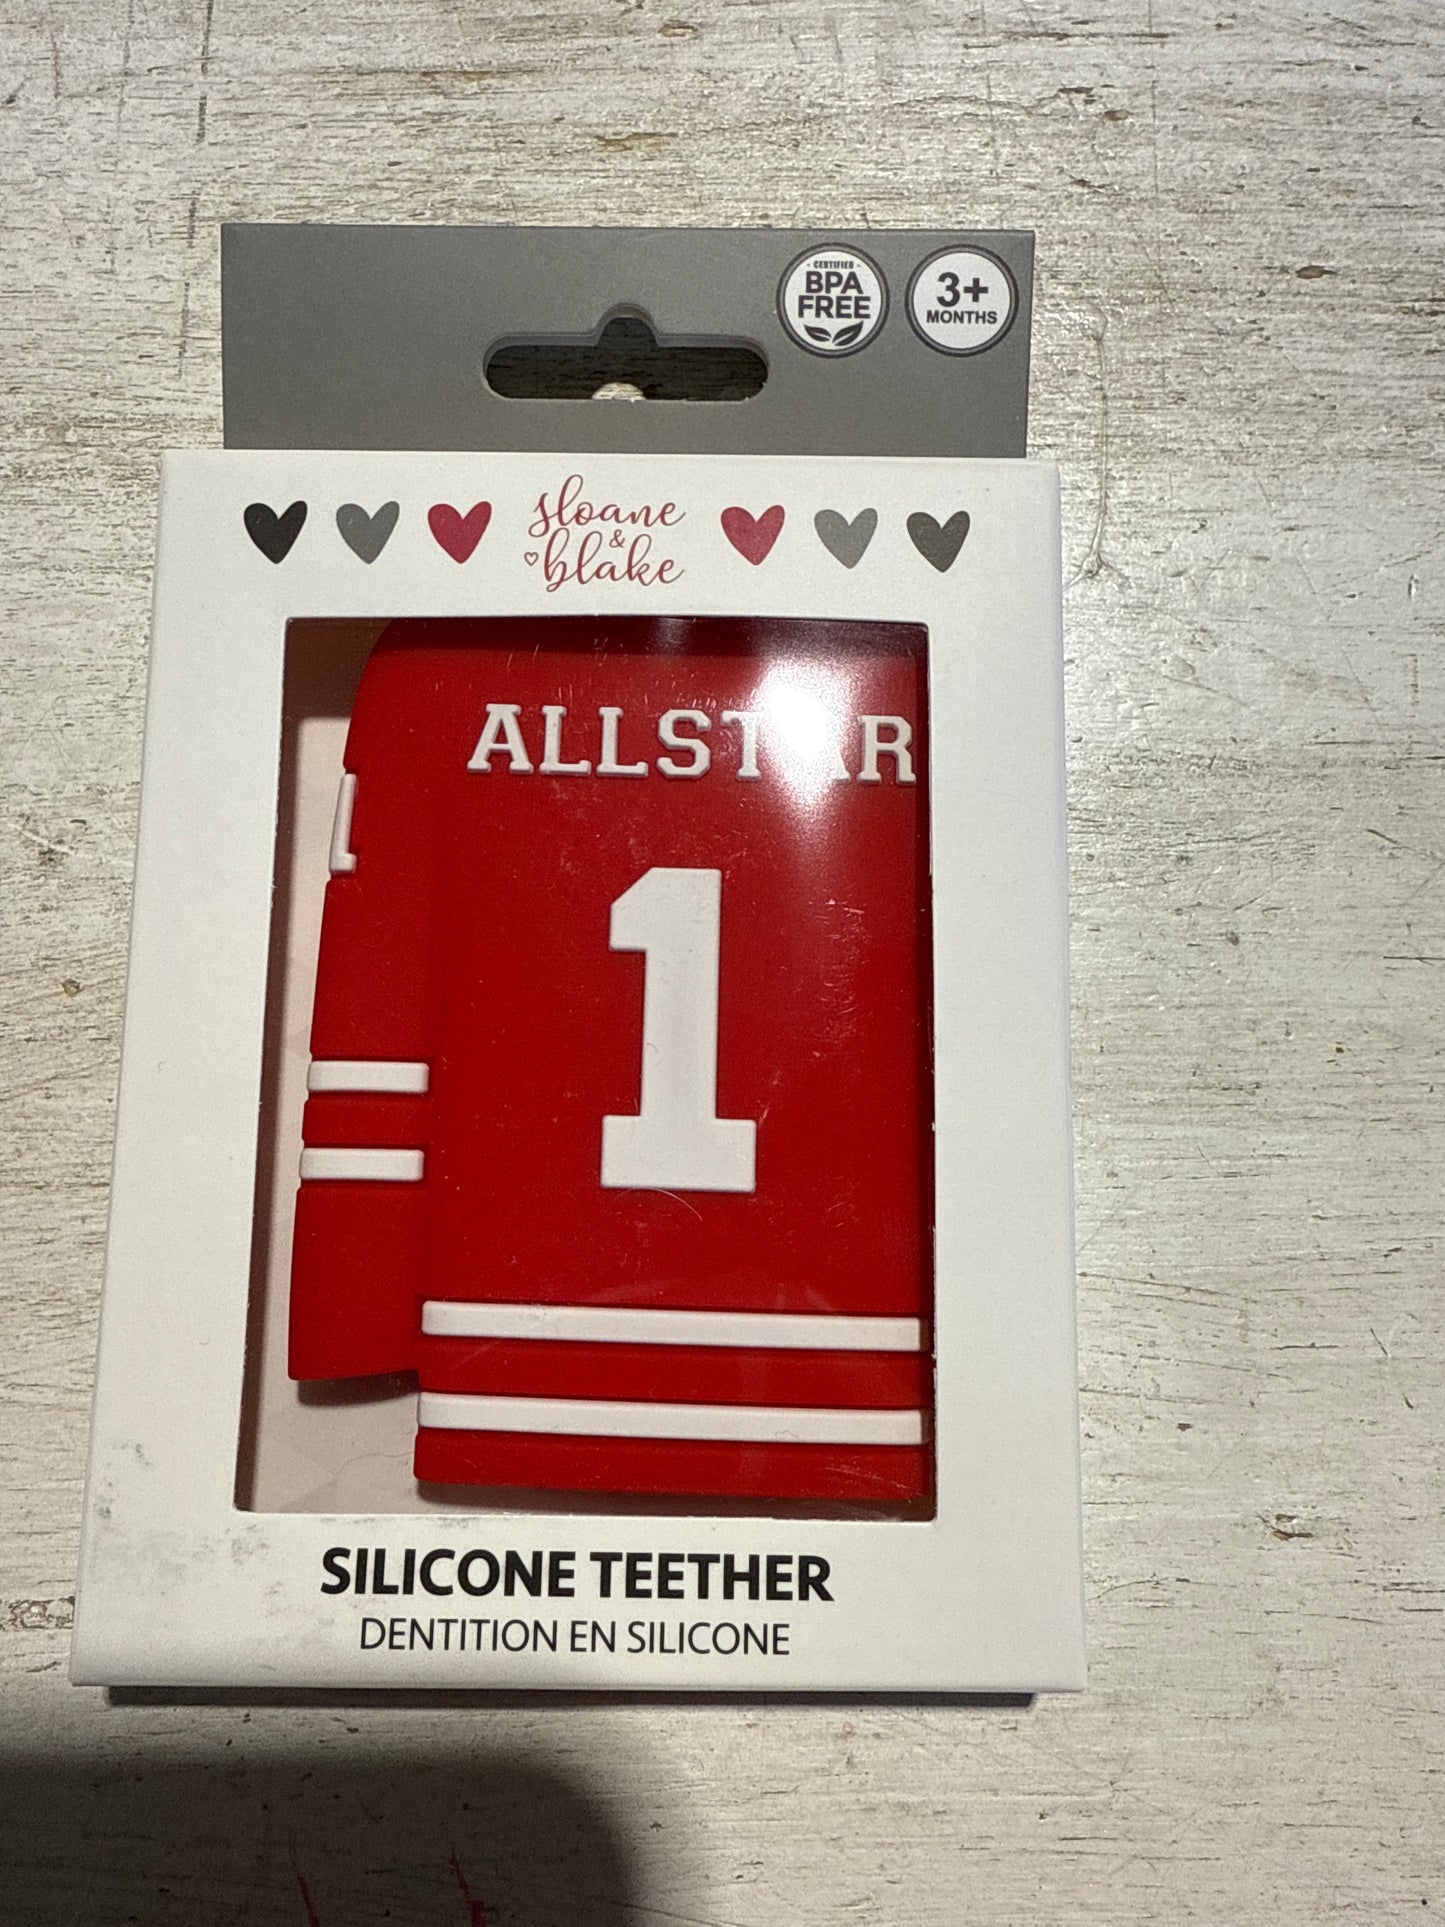 CERTIFIED
BPA
FREE
3+
MONTHS
sloane
&
blake
ALLSTAR
1
SILICONE TEETHER
DENTITION EN SILICONE